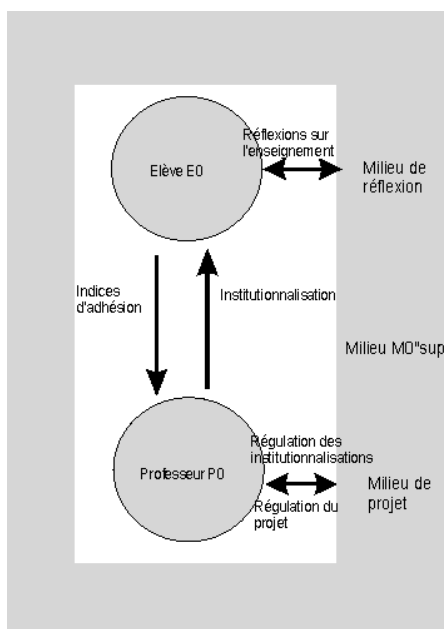 Réflexions sur
l'enseignement
Elève E0
Milieu de
réflexion
Indices
d'adhésion
Institutionnalisation
Milieu M0"sup
Régulation des
institutionnalisations
Professeur P0
Régulation du
projet
Milieu de
projet